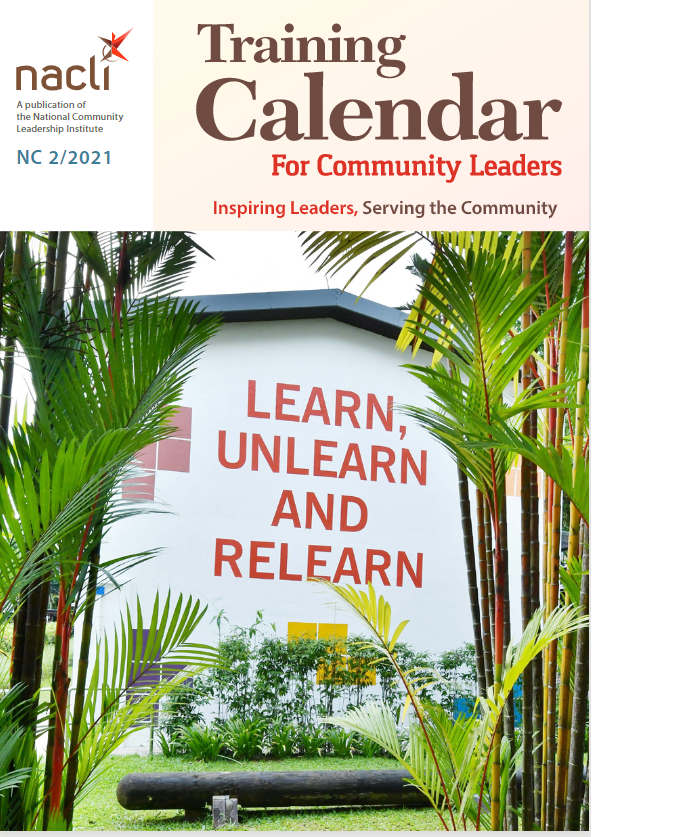 nacli
A publication of
the National Community
Leadership Institute
NC 2/2021
Training
Calendar
For Community Leaders
Inspiring Leaders, Serving the Community
LEARN,
UNLEARN
AND
RELEARN